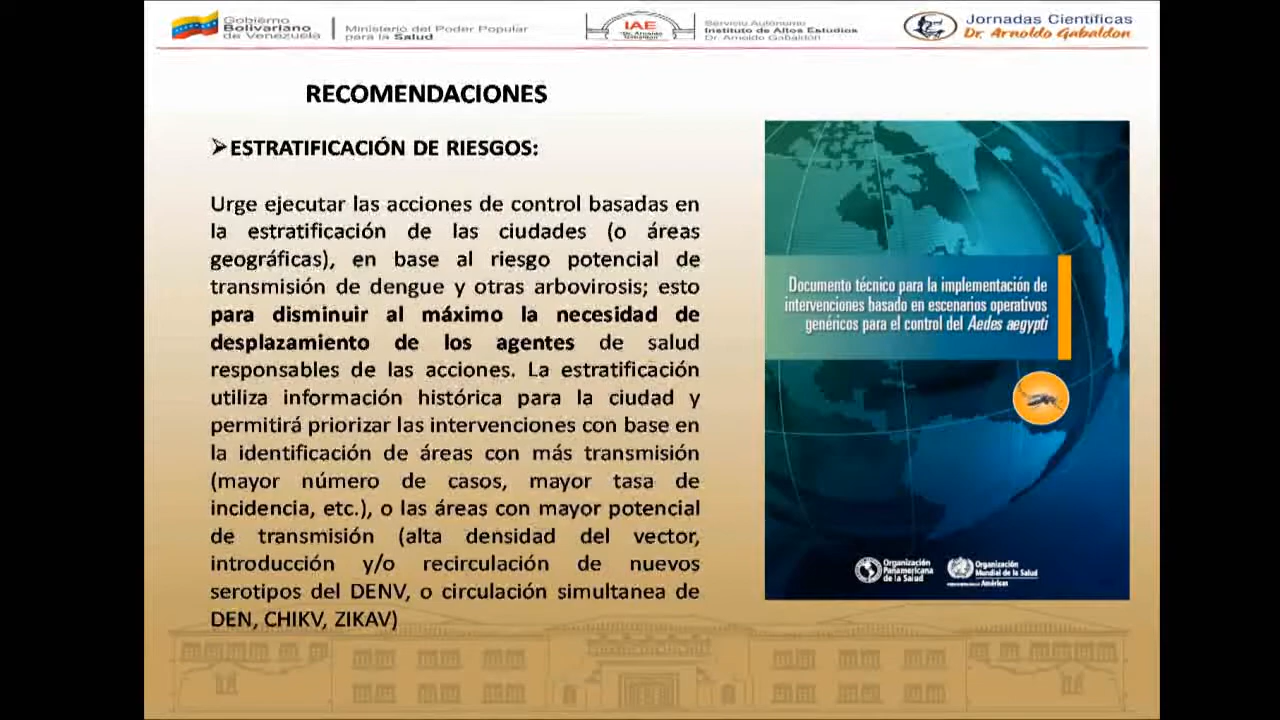 Gobierno
Bolivariano
de Venezuela
Ministerio del Poder Popular
para la Salud
IAE
"Dr. Arnoldo
Gabaldon"
Servicio Autónomo
Instituto de Altos Estudios
Dr. Arnoldo Gabaldon
Jornadas Científicas
Dr. Arnoldo Gabaldon
RECOMENDACIONES
➢ESTRATIFICACIÓN DE RIESGOS:
Urge ejecutar las acciones de control basadas en
la estratificación de las ciudades (o áreas
geográficas), en base al riesgo potencial de
transmisión de dengue y otras arbovirosis; esto
para disminuir al máximo la necesidad de
desplazamiento de los agentes de salud
responsables de las acciones. La estratificación
utiliza información histórica para la ciudad y
permitirá priorizar las intervenciones con base en
la identificación de áreas con más transmisión
(mayor número de casos, mayor tasa de
incidencia, etc.), o las áreas con mayor potencial
de transmisión (alta densidad del vector,
introducción y/o recirculación de nuevos
serotipos del DENV, o circulación simultanea de
DEN, CHIKV, ZIKAV)
Documento técnico para la implementación de
intervenciones basado en escenarios operativos
genéricos para el control del Aedes aegypti
Organización
Panamericana
de la Salud
Organización
Mundial de la Salud
Américas